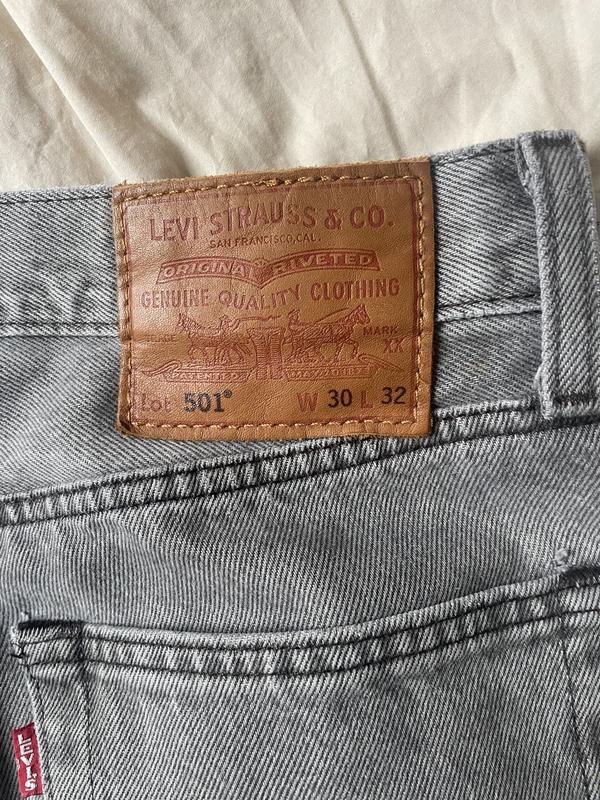 LEVI STRAUSS & CO.
SAN FRANCISCO, CAL.
ORIGINAL RIVETED
GENUINE QUALITY CLOTHING
MARK
XX
Lot 501® W 30 L 32
LEVI'S